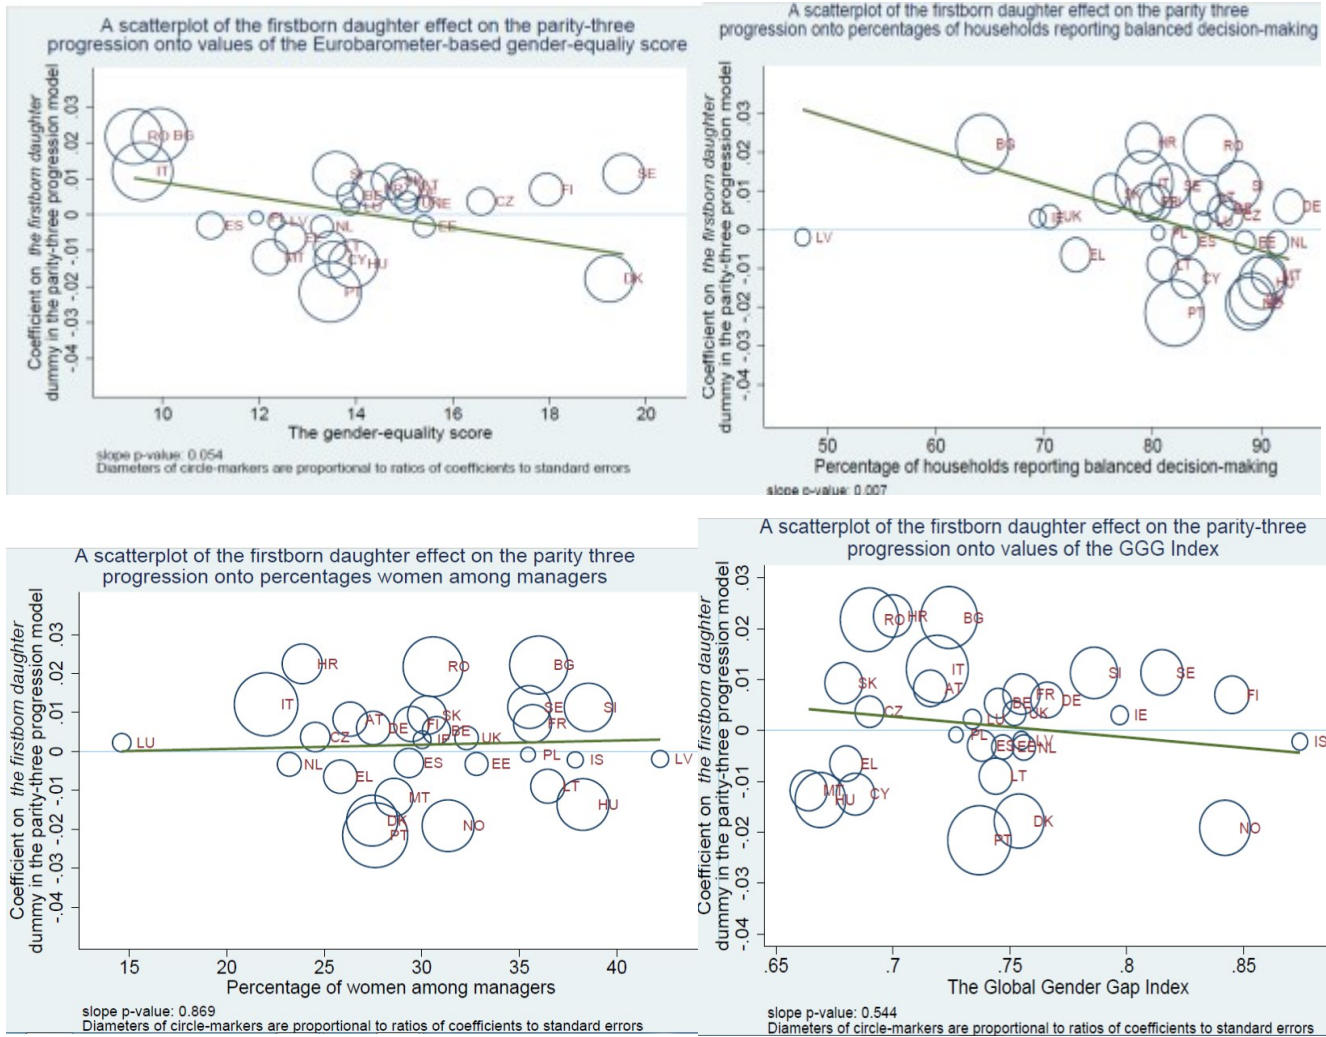 A scatterplot of the firstborn daughter effect on the parity-three
progression onto values of the Eurobarometer-based gender-equaliy score
Coefficient on the firstborn daughter
dummy in the parity-three progression model
.03
.02
.01
0
-.01
-.02
-.03
-.04
RO BG
IT
SE
FI
CZ
ES
LV
NL
EE
MT
CY
HU
PT
DK
10 12 14 16 18 20
The gender-equality score
slope p-value: 0.054
Diameters of circle-markers are proportional to ratios of coefficients to standard errors
A scatterplot of the firstborn daughter effect on the parity three
progression onto percentages of households reporting balanced decision-making
Coefficient on the firstborn daughter
dummy in the parity-three progression model
.03
.02
.01
0
-.01
-.02
-.03
-.04
BG
HR
RO
IT
SE
SI
SK
DE
CZ
UK
LV
PL
ES
EE
NL
EL
LT
CY
MT
PT
50 60 70 80 90
Percentage of households reporting balanced decision-making
slope p-value: 0.007
A scatterplot of the firstborn daughter effect on the parity three
progression onto percentages women among managers
Coefficient on the firstborn daughter
dummy in the parity-three progression model
.03
.02
.01
0
-.01
-.02
-.03
-.04
HR
RO
BG
IT
SE
SI
AT
SK
FR
DE
FI
BE
LU
CZ
IE
UK
NL
ES
EE
PL
IS
LV
EL
MT
LT
HU
DK
PT
NO
15 20 25 30 35 40
Percentage of women among managers
slope p-value: 0.869
Diameters of circle-markers are proportional to ratios of coefficients to standard errors
A scatterplot of the firstborn daughter effect on the parity-three
progression onto values of the GGG Index
Coefficient on the firstborn daughter
dummy in the parity-three progression model
.03
.02
.01
0
-.01
-.02
-.03
-.04
RO
HR
BG
IT
SI
SE
SK
AT
FR
DE
FI
BE
CZ
LU
UK
IE
PL
IS
ES
EE
NL
LV
EL
LT
MT
HU
CY
PT
DK
NO
.65 .7 .75 .8 .85
The Global Gender Gap Index
slope p-value: 0.544
Diameters of circle-markers are proportional to ratios of coefficients to standard errors